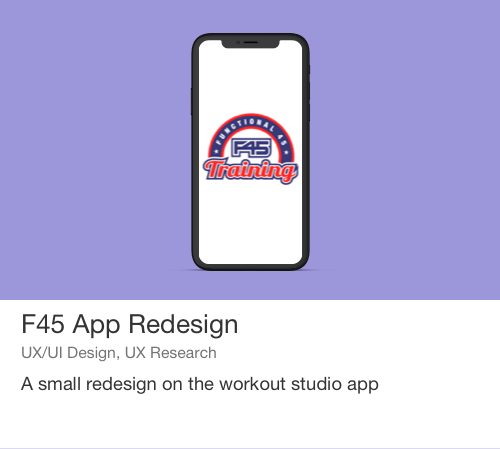 FUNCTIONAL 45
F45
Training
F45 App Redesign
UX/UI Design, UX Research
A small redesign on the workout studio app